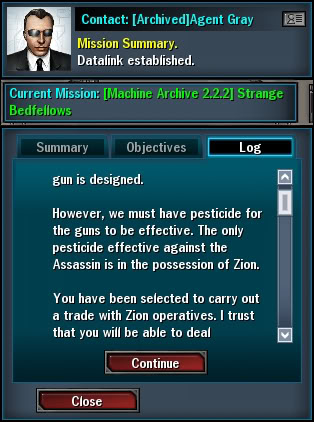 Contact: [Archived]Agent Gray
Mission Summary.
Datalink established.
Current Mission: [Machine Archive 2.2.2] Strange
Bedfellows
Summary
Objectives
Log
gun is designed.
However, we must have pesticide for
the guns to be effective. The only
pesticide effective against the
Assassin is in the possession of Zion.
You have been selected to carry out
a trade with Zion operatives. I trust
that you will be able to deal
Continue
Close